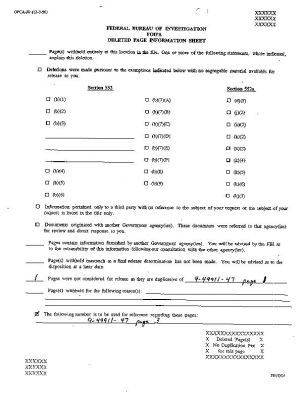 OPCA-20 (12-3-96)
XXXXXX
XXXXXX
XXXXXX
FEDERAL BUREAU OF INVESTIGATION
FOIPA
DELETED PAGE INFORMATION SHEET
Page(s) withheld entirely at this location in the file. One or more of the following statements, where indicated,
explain this deletion.
Deletions were made pursuant to the exemptions indicated below with no segregable material available for
release to you.
Section 552
Section 552a
(b)(1) (b)(7)(A) (d)(5)
(b)(2) (b)(7)(B) (j)(2)
(b)(3) (b)(7)(C) (k)(1)
(b)(7)(D) (k)(2)
(b)(7)(E) (k)(3)
(b)(7)(F) (k)(4)
(b)(4) (b)(8) (k)(5)
(b)(5) (b)(9) (k)(6)
(b)(6) (k)(7)
Information pertained only to a third party with no reference to the subject of your request or the subject of your
request is listed in the title only.
Documents originated with another Government agency(ies). These documents were referred to that agency(ies)
for review and direct response to you.
Pages contain information furnished by another Government agency(ies). You will be advised by the FBI as
to the releasability of this information following our consultation with the other agency(ies).
Page(s) withheld inasmuch as a final release determination has not been made. You will be advised as to the
disposition at a later date.
1 Pages were not considered for release as they are duplicative of 9-49911-47 page
Page(s) withheld for the following reason(s):
The following number is to be used for reference regarding these pages:
9-49911-47 page 3
XXXXXX
XXXXXX
XXXXXX
XXXXXXXXXXXXXXXX
X Deleted Page(s) X
X No Duplication Fee X
X for this page X
XXXXXXXXXXXXXXXX
FBI/DOJ